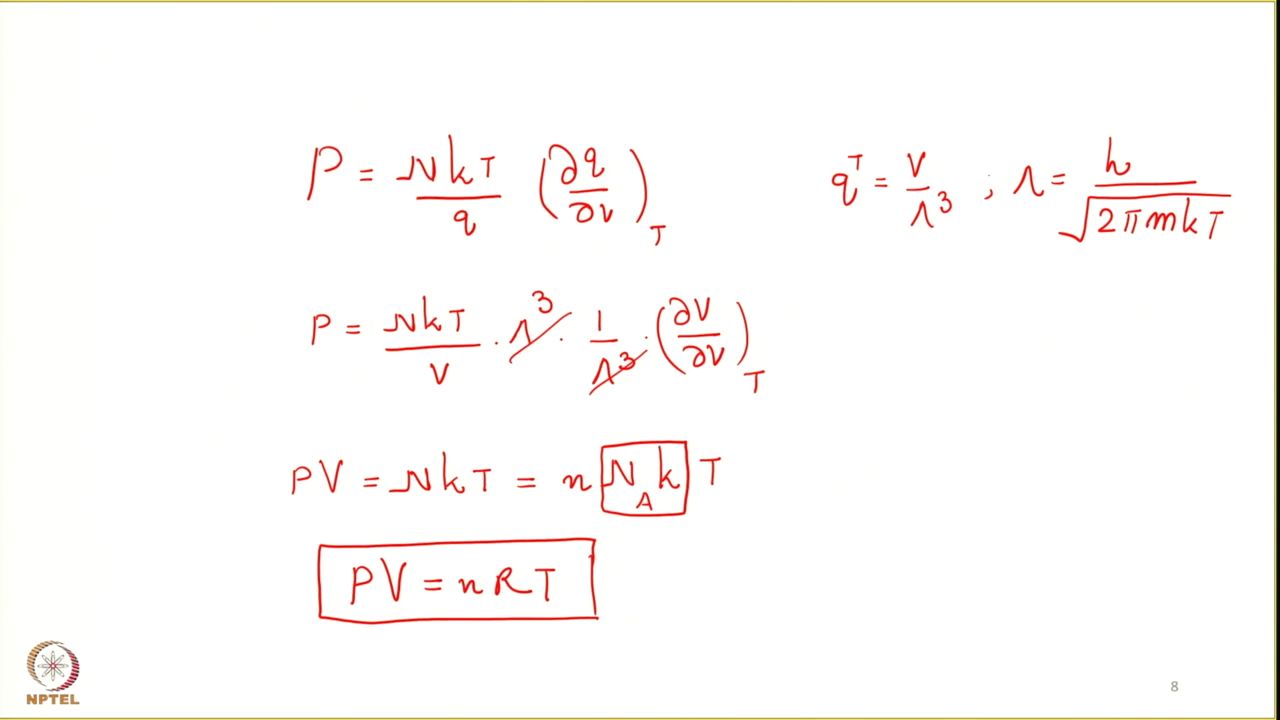 P = NkT/q (∂q/∂V)_T    q^T = V/Λ^3 ; Λ = h/√(2πmkT)
P = NkT/V · Λ^3 · 1/Λ^3 · (∂V/∂V)_T
PV = NkT = n N_A k T
PV = nRT
NPTEL
8